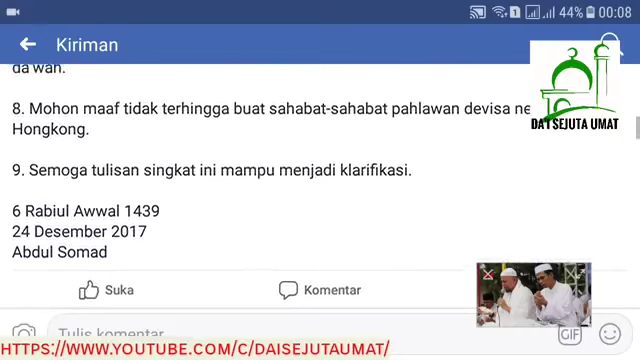 1 44% 00:08
Kiriman
da'wah.
8. Mohon maaf tidak terhingga buat sahabat-sahabat pahlawan devisa ne
Hongkong.
DA'I SEJUTA UMAT
9. Semoga tulisan singkat ini mampu menjadi klarifikasi.
6 Rabiul Awwal 1439
24 Desember 2017
Abdul Somad
Suka
Komentar
Tulis komentar
GIF
HTTPS://WWW.YOUTUBE.COM/C/DAISEJUTAUMAT/